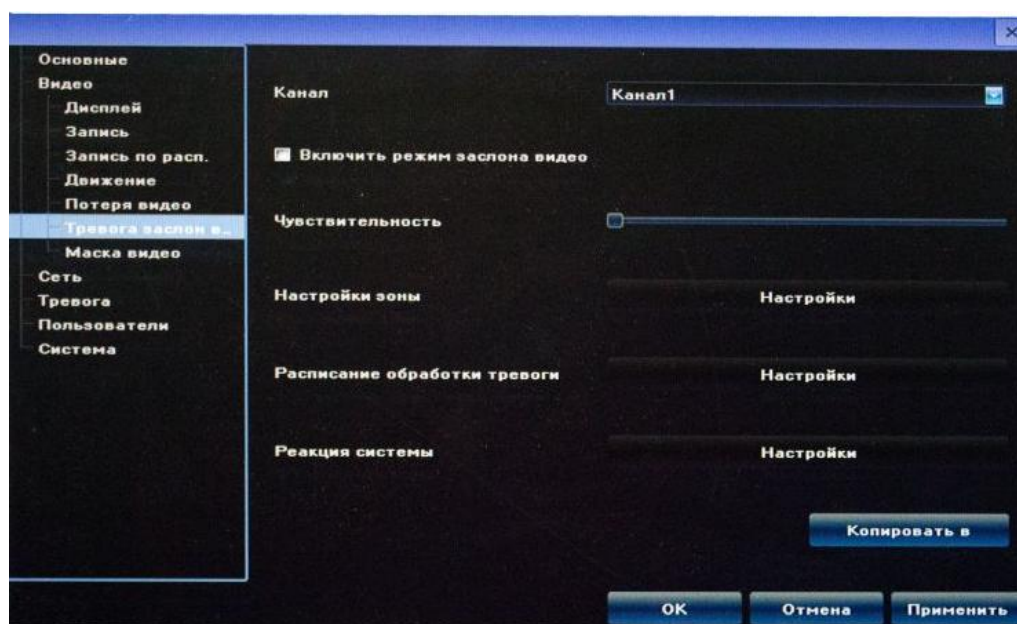 Основные
Видео
Дисплей
Запись
Запись по расп.
Движение
Потеря видео
Тревога заслон в..
Маска видео
Сеть
Тревога
Пользователи
Система
Канал
Канал1
Включить режим заслона видео
Чувствительность
Настройки зоны
Настройки
Расписание обработки тревоги
Настройки
Реакция системы
Настройки
Копировать в
ОК
Отмена
Применить